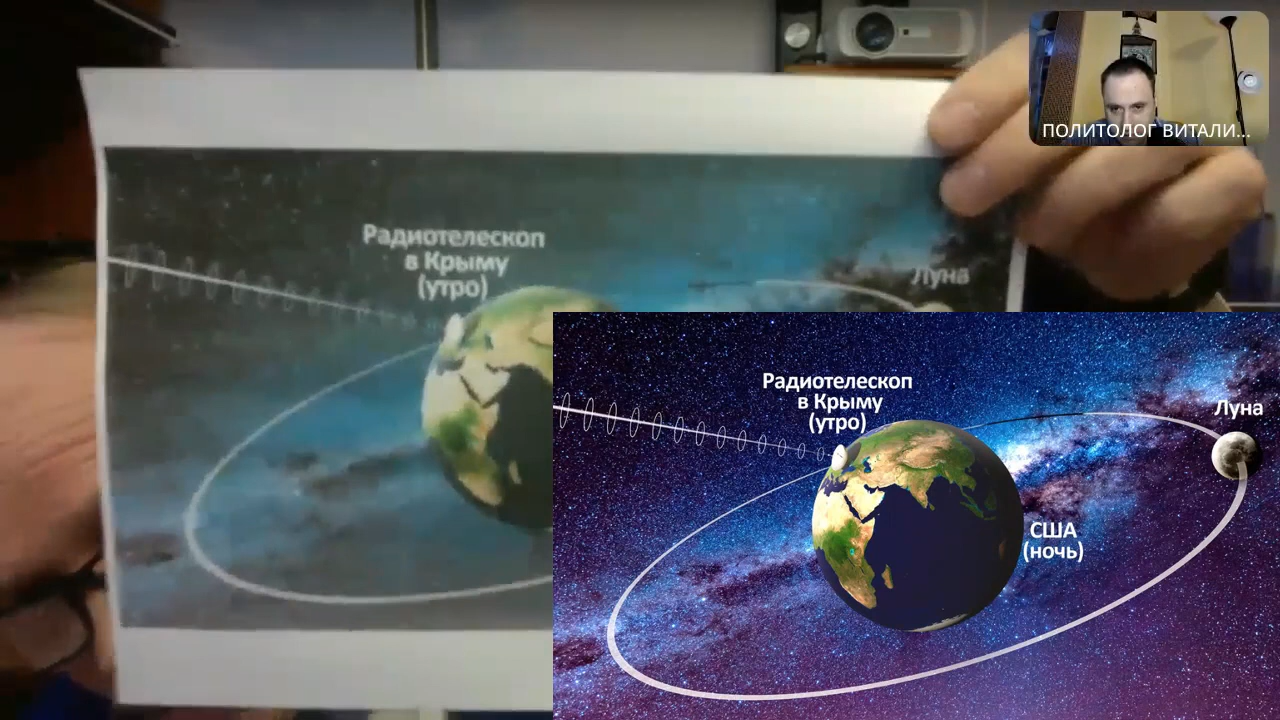 ПОЛИТОЛОГ ВИТАЛИ...
Радиотелескоп
в Крыму
(утро)
Луна
Радиотелескоп
в Крыму
(утро)
Луна
США
(ночь)